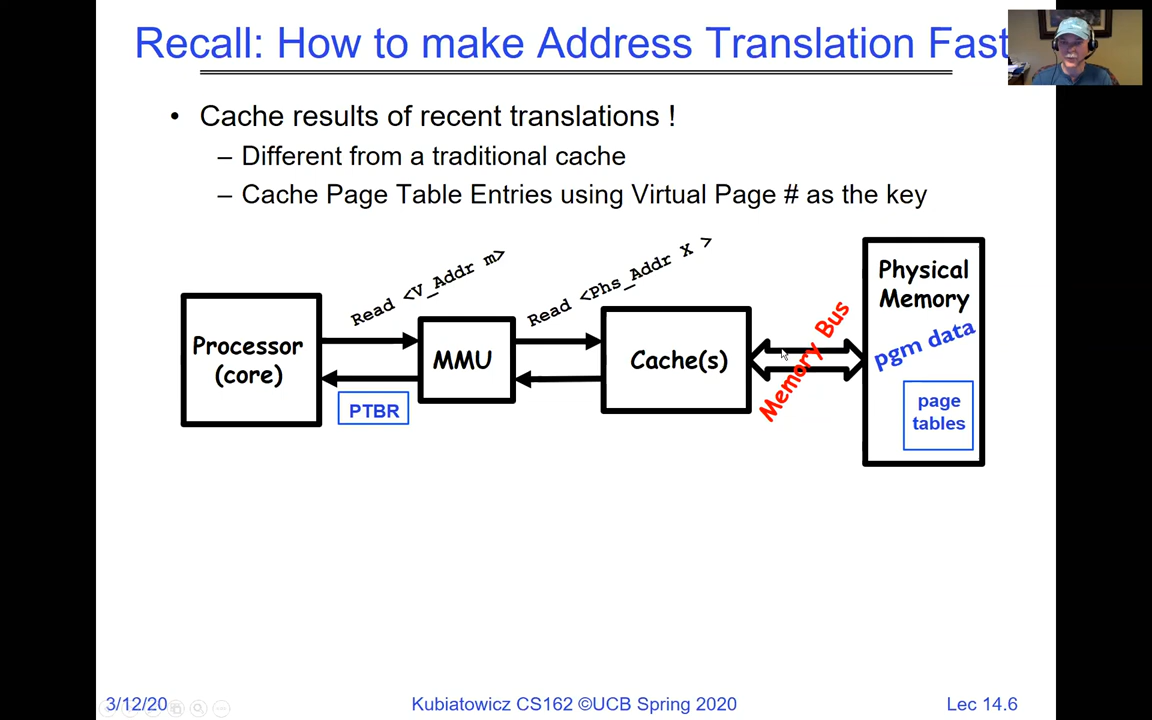 Recall: How to make Address Translation Fast
• Cache results of recent translations !
– Different from a traditional cache
– Cache Page Table Entries using Virtual Page # as the key
Read <V_Addr m>
Read <Phs_Addr X >
Processor
(core)
MMU
PTBR
Cache(s)
Memory Bus
Physical
Memory
pgm data
page
tables
3/12/20
Kubiatowicz CS162 ©UCB Spring 2020
Lec 14.6